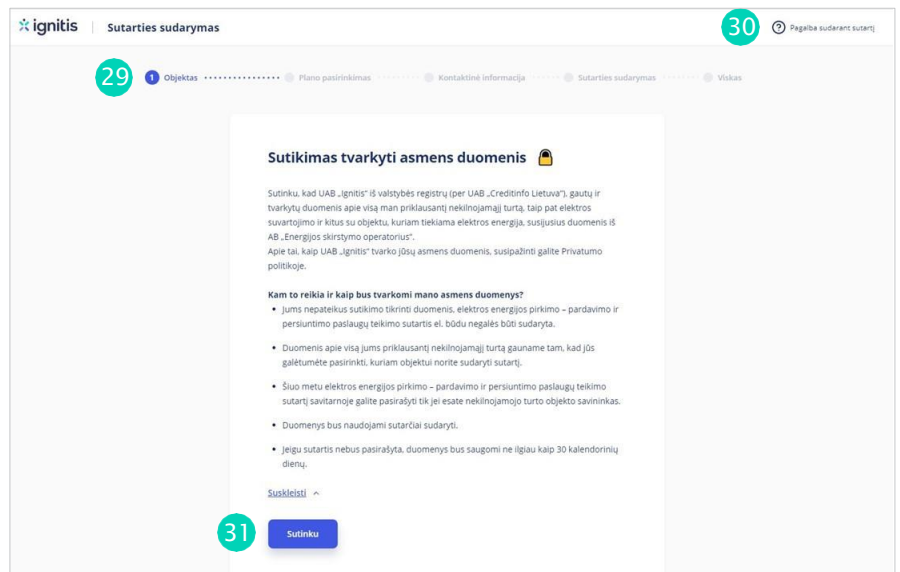 ignitis Sutarties sudarymas 30 Pagalba sudarant sutartį
29 1 Objektas Plano pasirinkimas Kontaktinė informacija Sutarties sudarymas Viskas
Sutikimas tvarkyti asmens duomenis
Sutinku, kad UAB „Ignitis“ iš valstybės registrų (per UAB „Creditinfo Lietuva“), gautų ir
tvarkytų duomenis apie visą man priklausantį nekilnojamąjį turtą, taip pat elektros
suvartojimo ir kitus su objektu, kuriam tiekiama elektros energija, susijusius duomenis iš
AB „Energijos skirstymo operatorius“.
Apie tai, kaip UAB „Ignitis“ tvarko jūsų asmens duomenis, susipažinti galite Privatumo
politikoje.
Kam to reikia ir kaip bus tvarkomi mano asmens duomenys?
• Jums nepateikus sutikimo tikrinti duomenis, elektros energijos pirkimo – pardavimo ir
persiuntimo paslaugų teikimo sutartis el. būdu negalės būti sudaryta.
• Duomenis apie visą jums priklausantį nekilnojamąjį turtą gauname tam, kad jūs
galėtumėte pasirinkti, kuriam objektui norite sudaryti sutartį.
• Šiuo metu elektros energijos pirkimo – pardavimo ir persiuntimo paslaugų teikimo
sutartį savitarnoje galite pasirašyti tik jei esate nekilnojamojo turto objekto savininkas.
• Duomenys bus naudojami sutarčiai sudaryti.
• Jeigu sutartis nebus pasirašyta, duomenys bus saugomi ne ilgiau kaip 30 kalendorinių
dienų.
Suskleisti
31 Sutinku